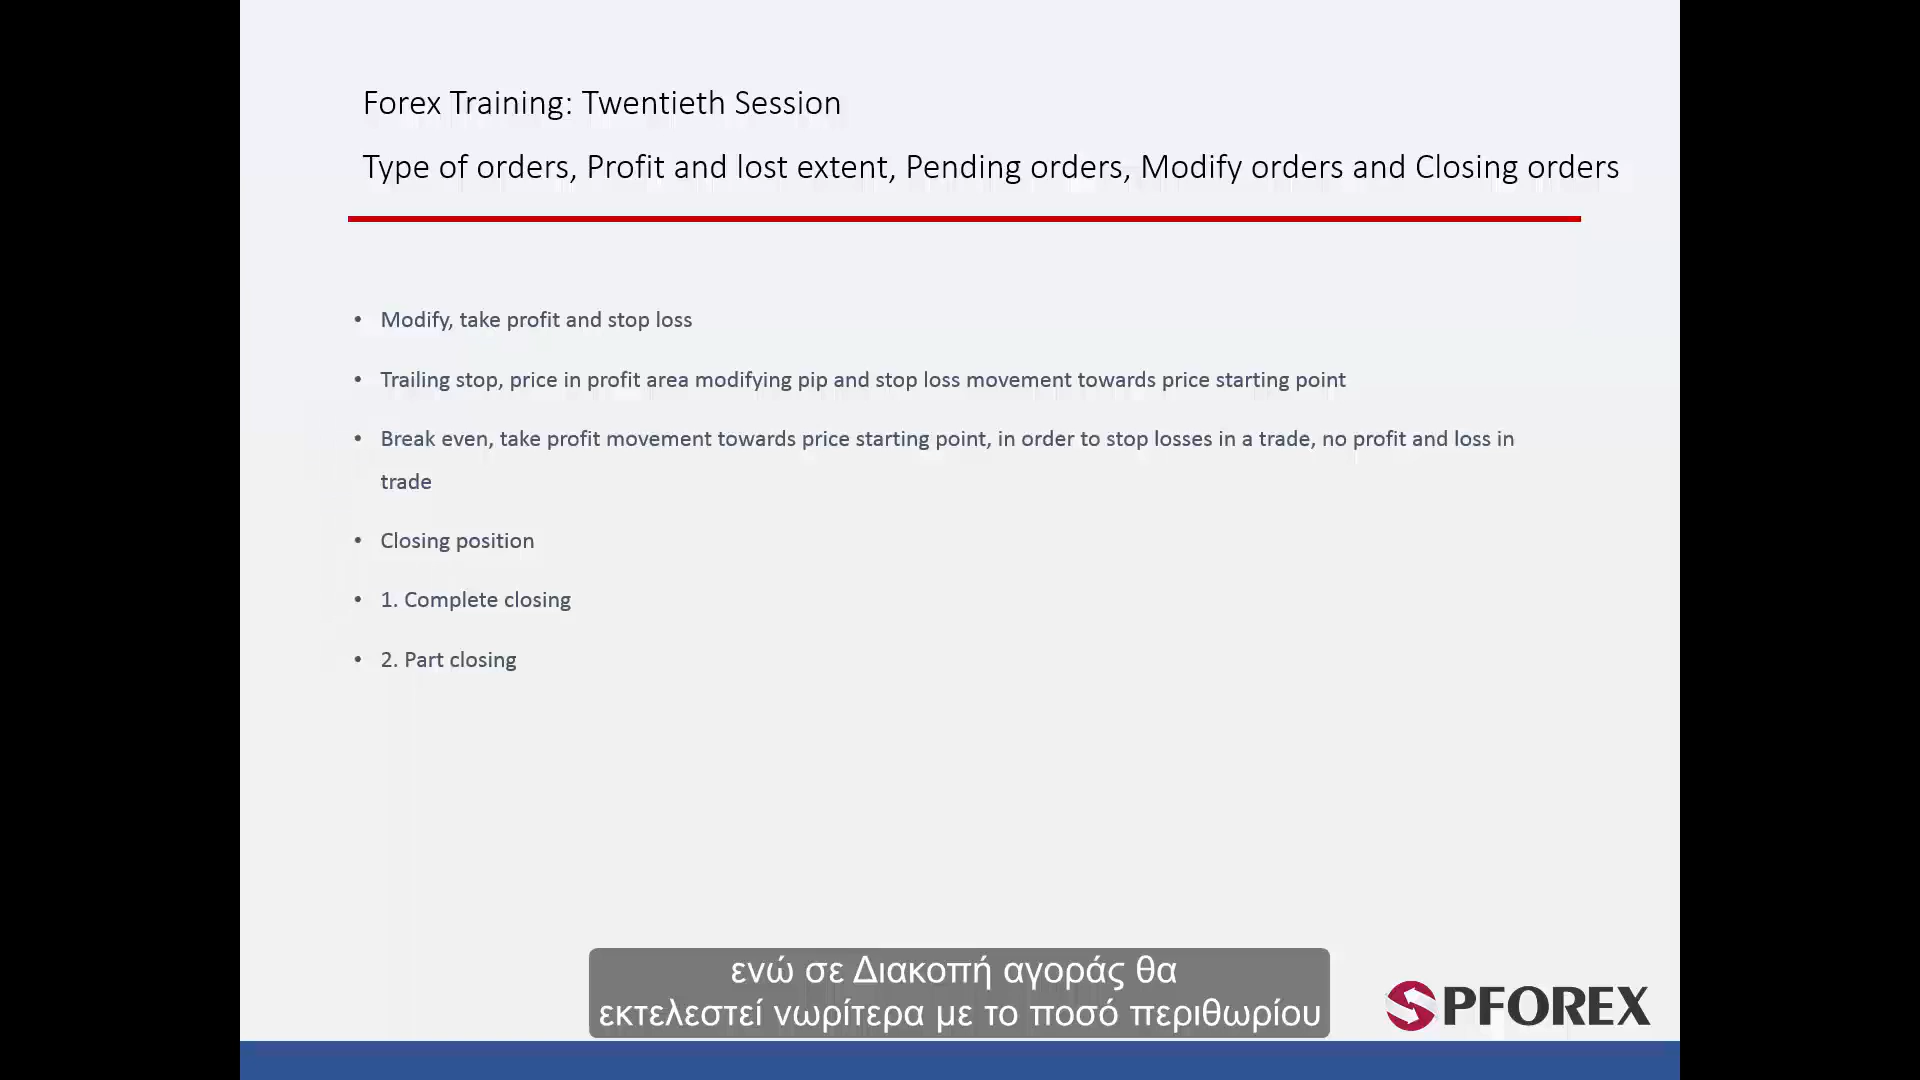 Forex Training: Twentieth Session
Type of orders, Profit and lost extent, Pending orders, Modify orders and Closing orders
• Modify, take profit and stop loss
• Trailing stop, price in profit area modifying pip and stop loss movement towards price starting point
• Break even, take profit movement towards price starting point, in order to stop losses in a trade, no profit and loss in
trade
• Closing position
• 1. Complete closing
• 2. Part closing
ενώ σε Διακοπή αγοράς θα
εκτελεστεί νωρίτερα με το ποσό περιθωρίου
SPFOREX